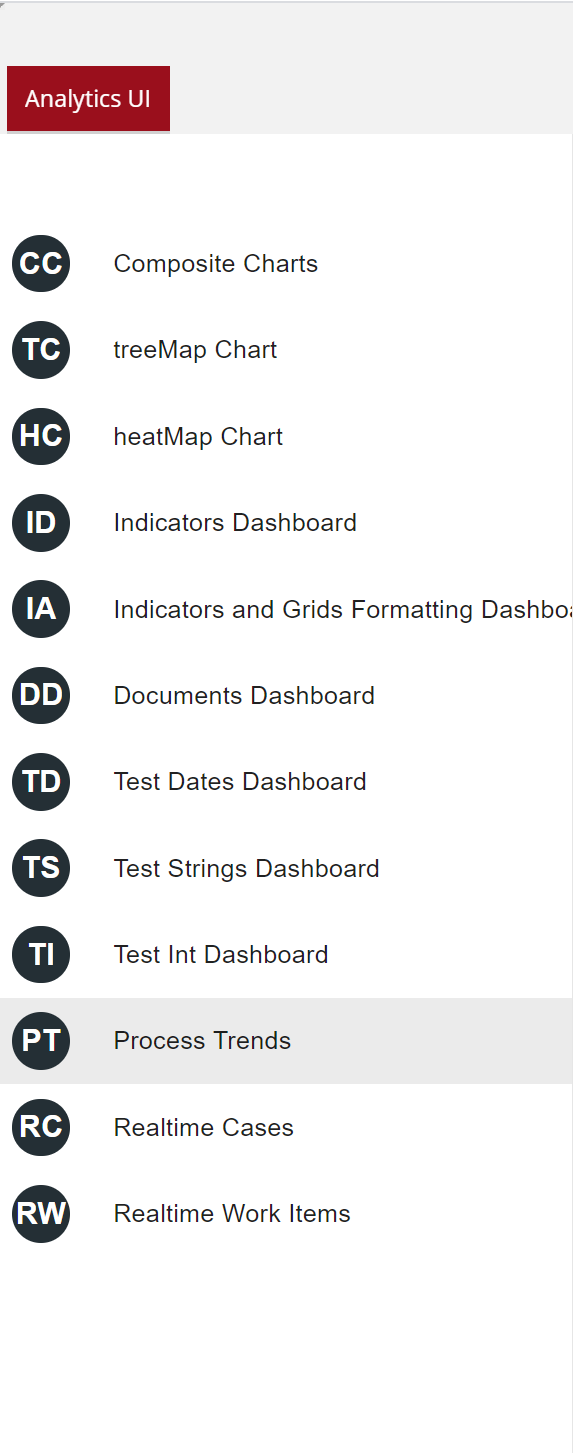 Analytics UI
CC Composite Charts
TC treeMap Chart
HC heatMap Chart
ID Indicators Dashboard
IA Indicators and Grids Formatting Dashboa
DD Documents Dashboard
TD Test Dates Dashboard
TS Test Strings Dashboard
TI Test Int Dashboard
PT Process Trends
RC Realtime Cases
RW Realtime Work Items